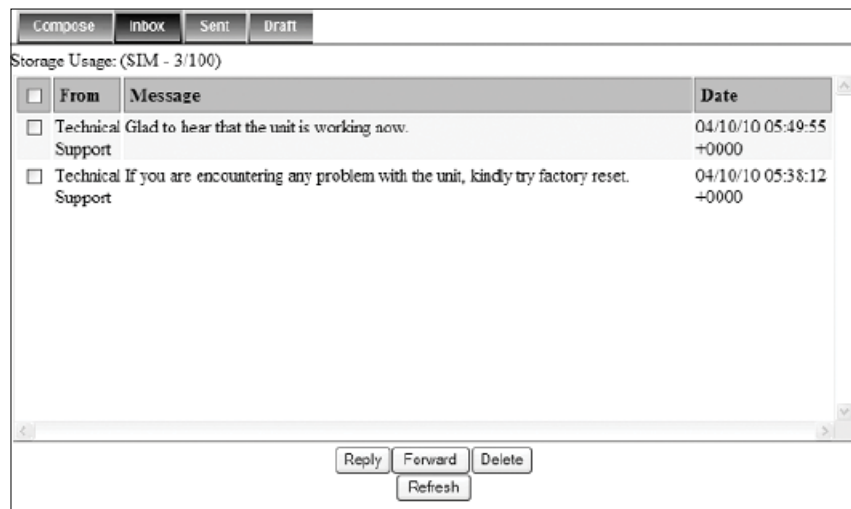 Compose Inbox Sent Draft
Storage Usage: (SIM - 3/100)
From Message Date
Technical Support Glad to hear that the unit is working now. 04/10/10 05:49:55 +0000
Technical Support If you are encountering any problem with the unit, kindly try factory reset. 04/10/10 05:38:12 +0000
Reply Forward Delete
Refresh